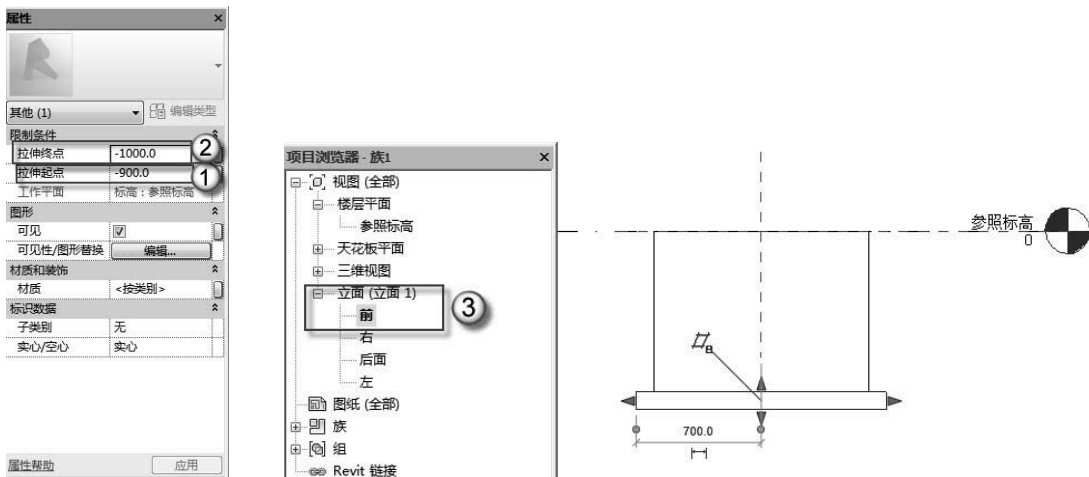 属性
其他 (1)
编辑类型
限制条件
拉伸终点 -1000.0
②
拉伸起点 -900.0
①
工作平面 标高：参照标高
图形
可见
可见性/图形替换 编辑...
材质和装饰
材质 <按类别>
标识数据
子类别 无
实心/空心 实心
属性帮助
应用
项目浏览器 - 族1
视图 (全部)
楼层平面
参照标高
天花板平面
三维视图
立面 (立面 1)
③
前
右
后面
左
图纸 (全部)
族
组
Revit 链接
参照标高
0
700.0